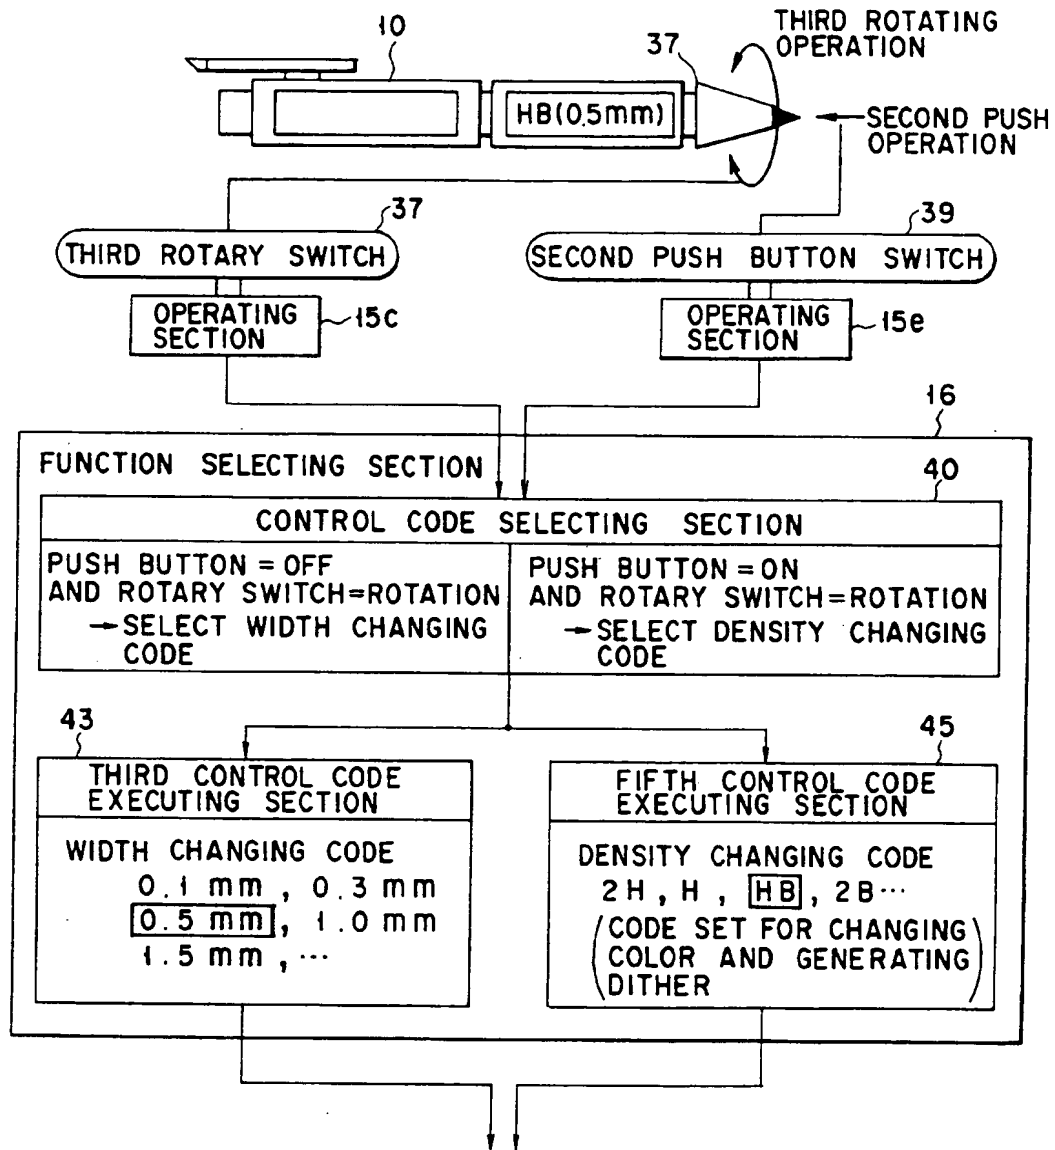 10
THIRD ROTATING
OPERATION
37
HB(0.5mm)
SECOND PUSH
OPERATION
37
THIRD ROTARY SWITCH
39
SECOND PUSH BUTTON SWITCH
OPERATING
SECTION
15c
OPERATING
SECTION
15e
16
FUNCTION SELECTING SECTION
40
CONTROL CODE SELECTING SECTION
PUSH BUTTON = OFF
AND ROTARY SWITCH=ROTATION
→ SELECT WIDTH CHANGING
CODE
PUSH BUTTON = ON
AND ROTARY SWITCH=ROTATION
→ SELECT DENSITY CHANGING
CODE
43
THIRD CONTROL CODE
EXECUTING SECTION
WIDTH CHANGING CODE
0.1 mm , 0.3 mm
0.5 mm , 1.0 mm
1.5 mm , ···
45
FIFTH CONTROL CODE
EXECUTING SECTION
DENSITY CHANGING CODE
2H , H , HB , 2B ···
(CODE SET FOR CHANGING
COLOR AND GENERATING
DITHER)